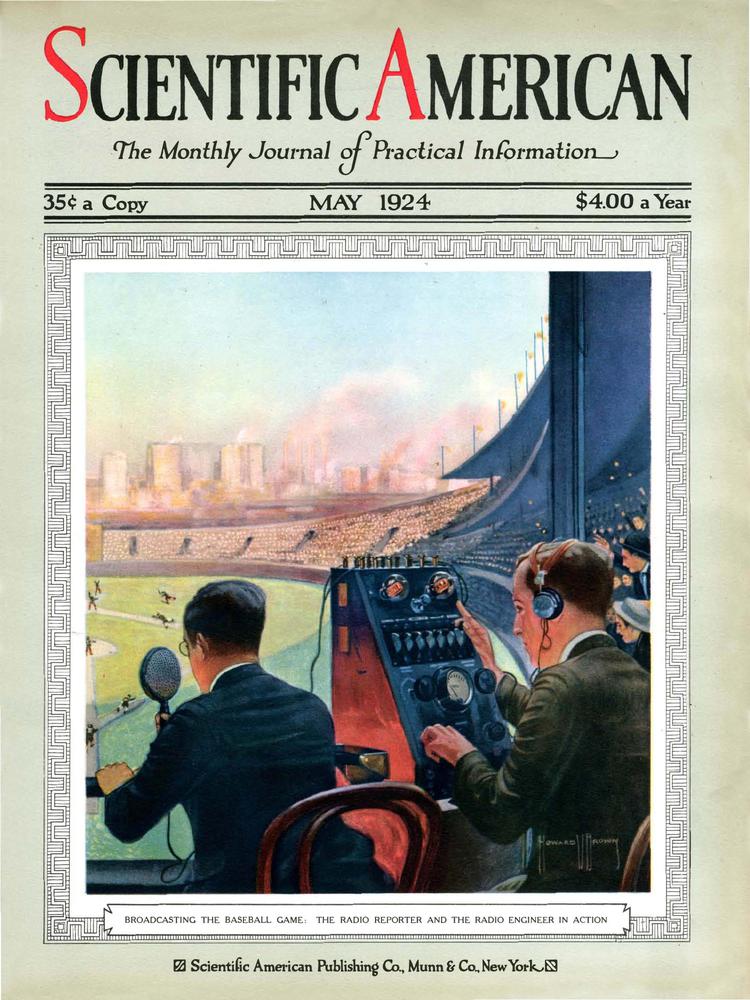 SCIENTIFIC AMERICAN
The Monthly Journal of Practical Information
35¢ a Copy MAY 1924 $4.00 a Year
HOWARD V BROWN
BROADCASTING THE BASEBALL GAME: THE RADIO REPORTER AND THE RADIO ENGINEER IN ACTION
Scientific American Publishing Co., Munn & Co., New York